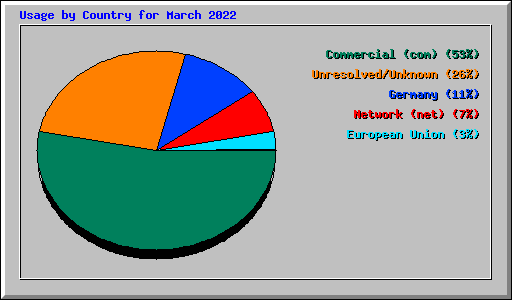 Usage by Country for March 2022
Commercial (com) (53%)
Unresolved/Unknown (26%)
Germany (11%)
Network (net) (7%)
European Union (3%)